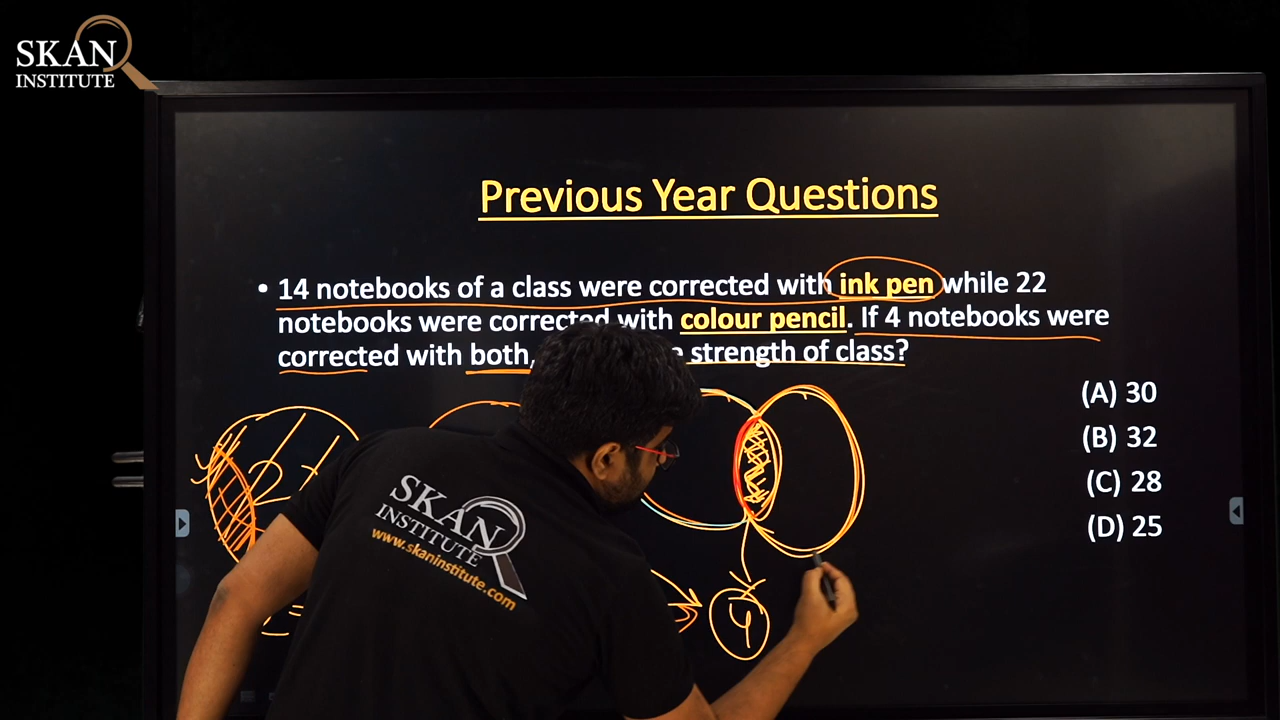 SKAN
INSTITUTE
Previous Year Questions
• 14 notebooks of a class were corrected with ink pen while 22
notebooks were corrected with colour pencil. If 4 notebooks were
corrected with both, strength of class?
(A) 30
(B) 32
(C) 28
(D) 25
2
4
=
SKAN
INSTITUTE
www.skaninstitute.com